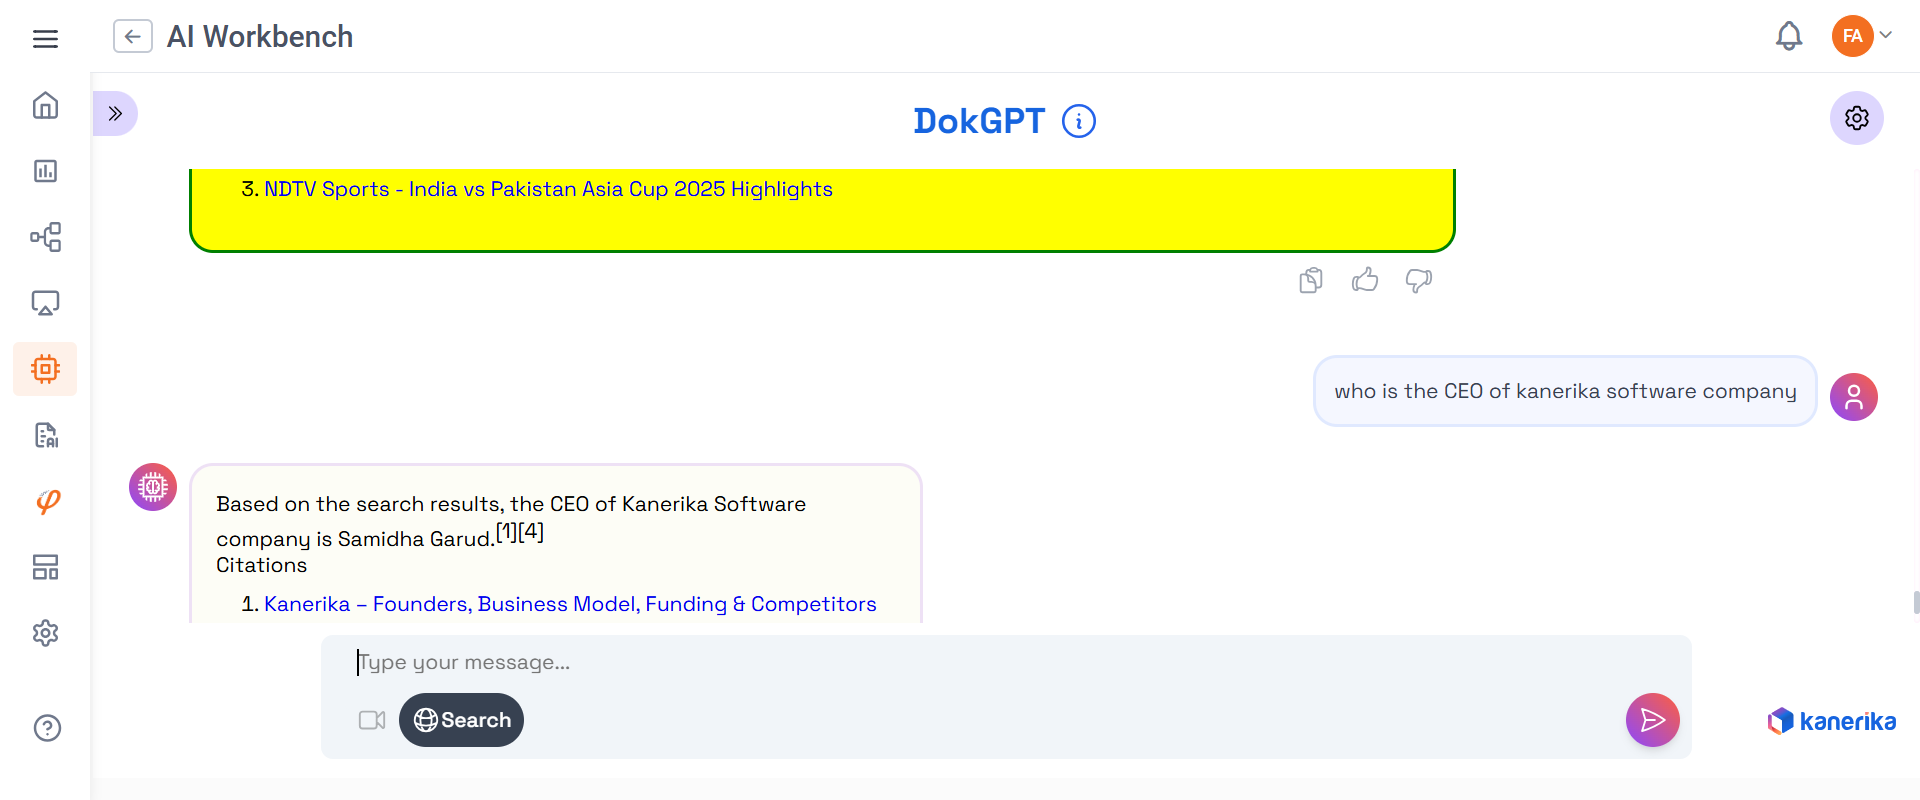 AI Workbench
FA
DokGPT
3. NDTV Sports - India vs Pakistan Asia Cup 2025 Highlights
who is the CEO of kanerika software company
Based on the search results, the CEO of Kanerika Software
company is Samidha Garud.[1][4]
Citations
1. Kanerika – Founders, Business Model, Funding & Competitors
Type your message...
Search
kanerika